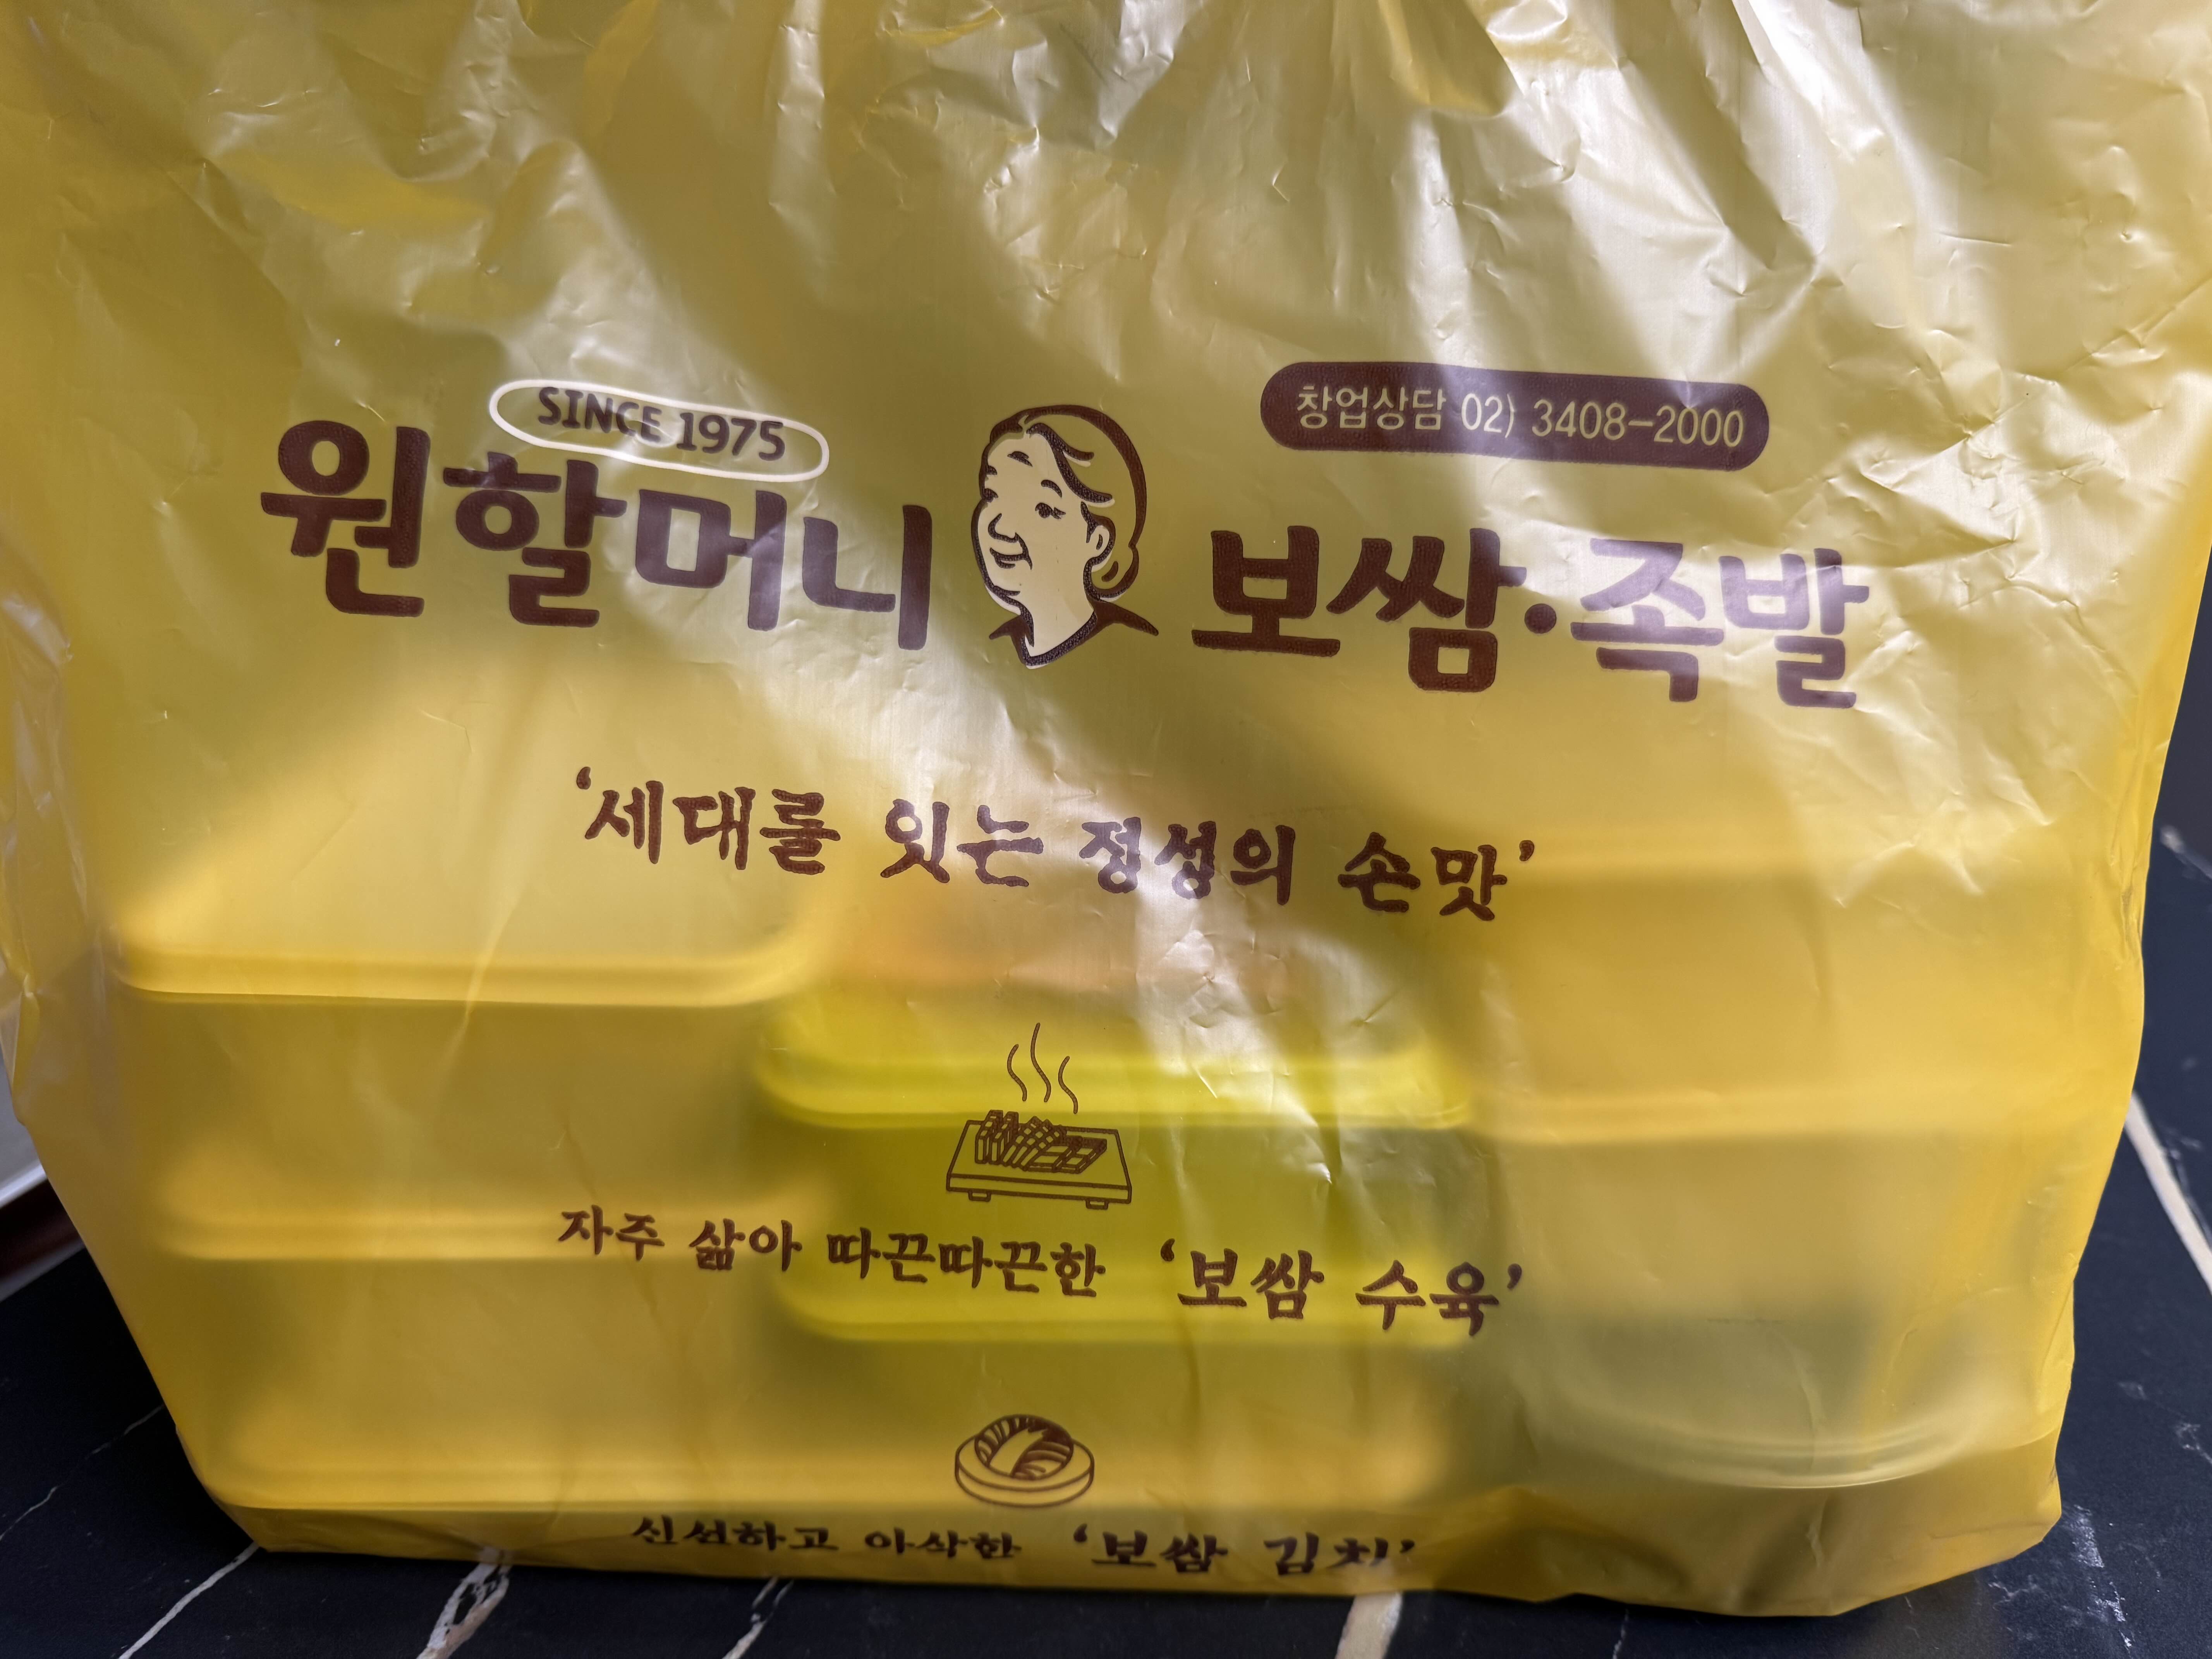 SINCE 1975
창업상담 02) 3408-2000
원할머니 보쌈·족발
‘세대를 잇는 정성의 손맛’
자주 삶아 따끈따끈한 ‘보쌈 수육’
신선하고 아삭한 ‘보쌈 김치’